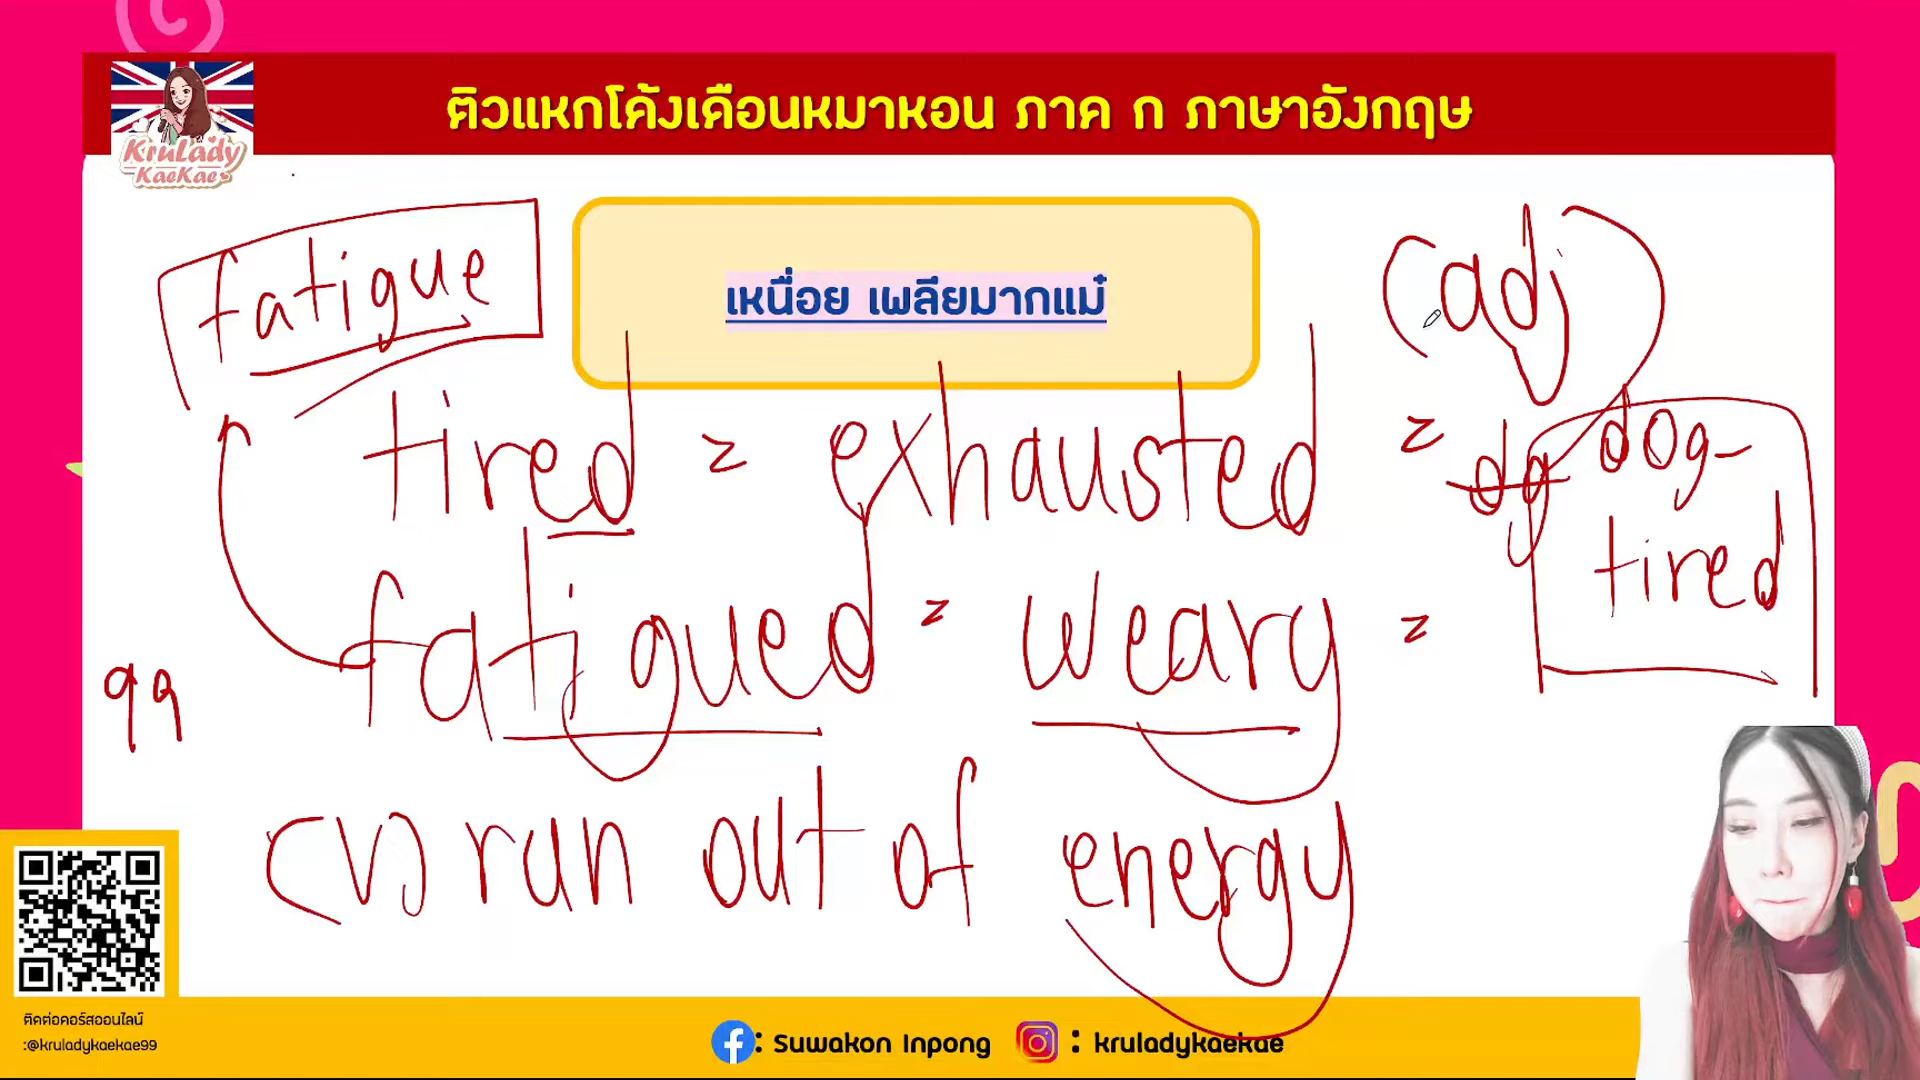 ติวแหกโค้งเดือนหมาหอน ภาค ก ภาษาอังกฤษ
KruLady
KaeKae
fatigue
เหนื่อย เพลียมากแม่
(adj)
tired = exhausted = dog-
tired
fatigued = weary =
(v) run out of energy
ติดต่อคอร์สออนไลน์
:@kruladykaekae99
: Suwakon Inpong
: kruladykaekae